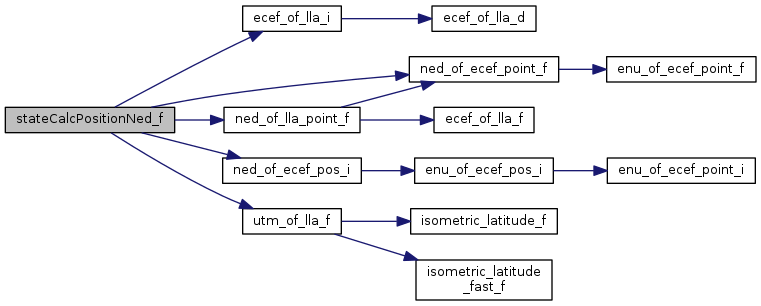 ecef_of_lla_i
ecef_of_lla_d
ned_of_ecef_point_f
enu_of_ecef_point_f
stateCalcPositionNed_f
ned_of_lla_point_f
ecef_of_lla_f
ned_of_ecef_pos_i
enu_of_ecef_pos_i
enu_of_ecef_point_i
utm_of_lla_f
isometric_latitude_f
isometric_latitude
_fast_f